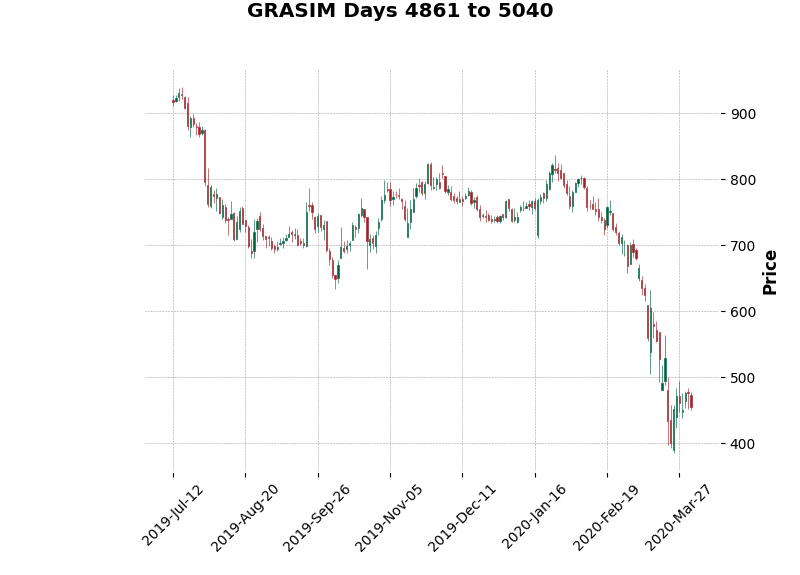 GRASIM Days 4861 to 5040
900
800
700
600
500
400
Price
2019-Jul-12
2019-Aug-20
2019-Sep-26
2019-Nov-05
2019-Dec-11
2020-Jan-16
2020-Feb-19
2020-Mar-27